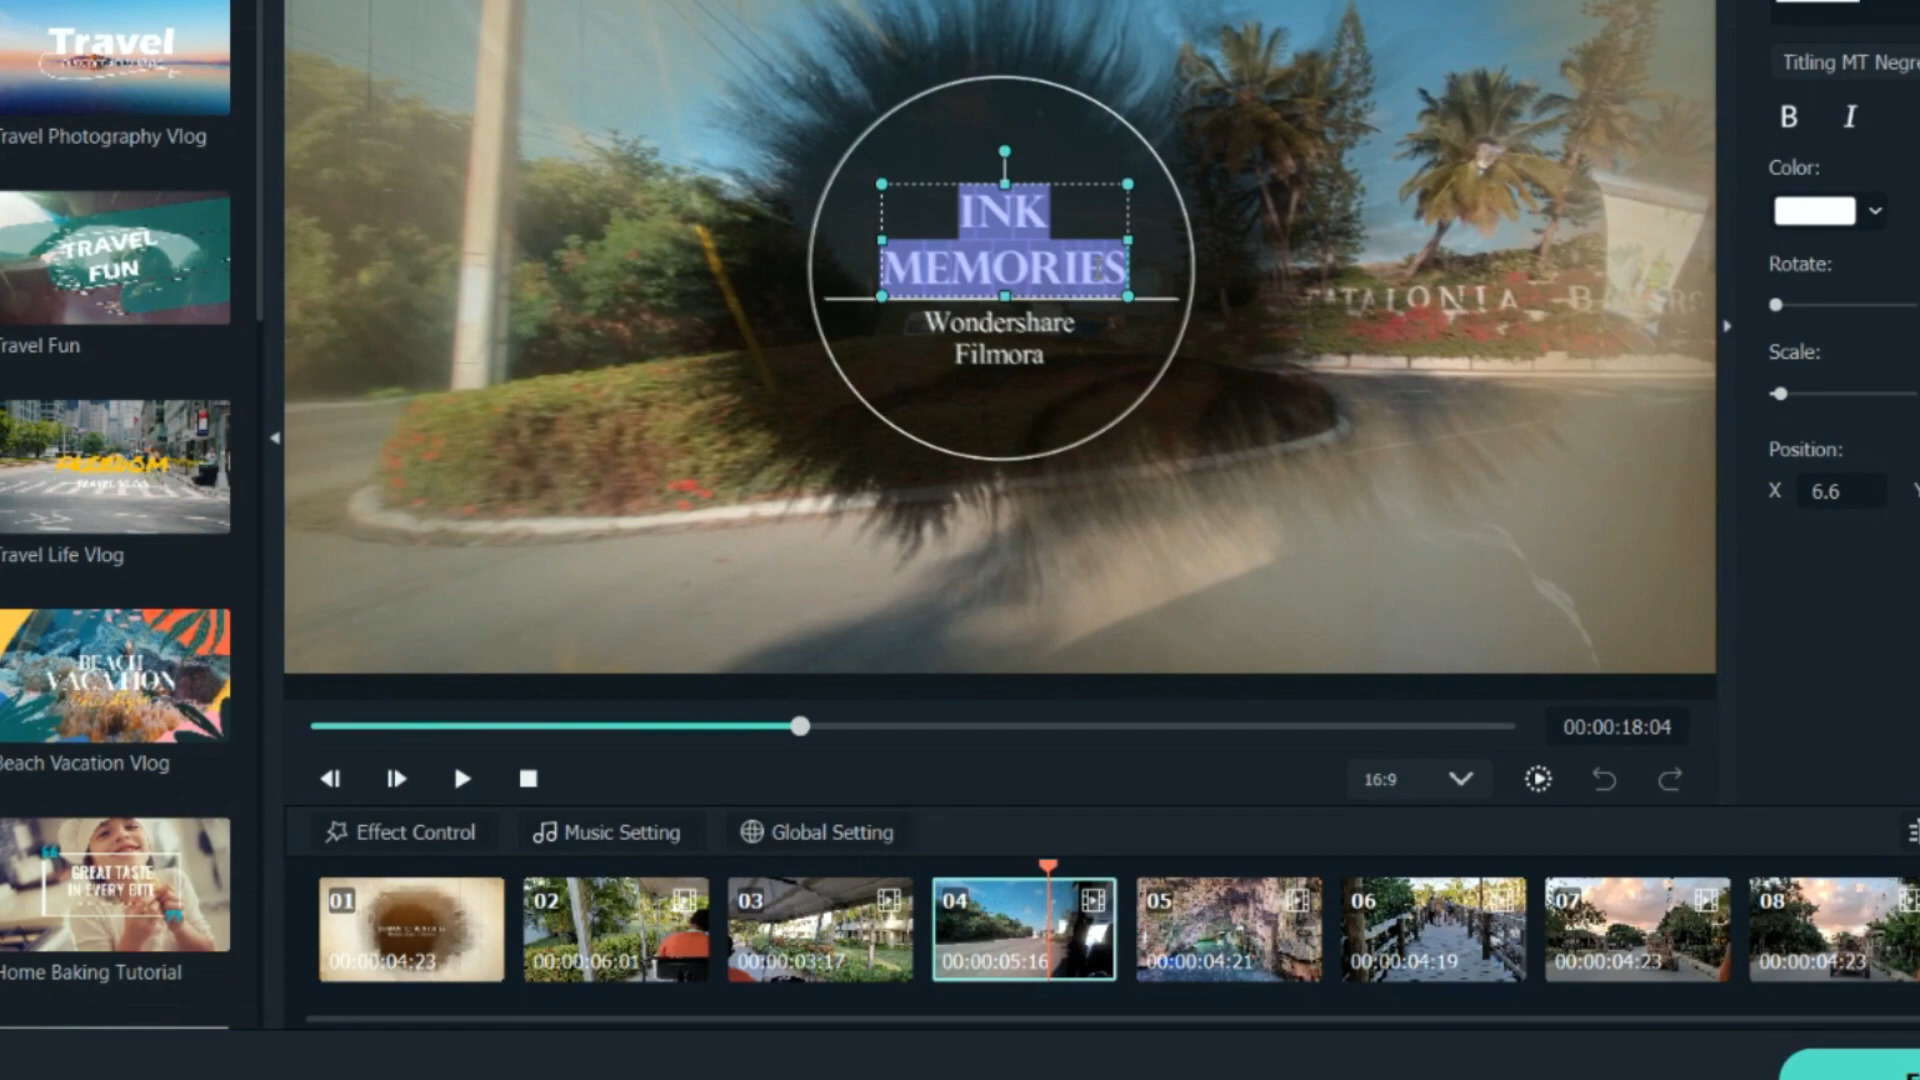 Travel
Travel Photography Vlog
TRAVEL
FUN
Travel Fun
FREEDOM
TRAVEL VLOG
Travel Life Vlog
BEACH
VACATION
Beach Vacation Vlog
GREAT TASTE
IN EVERY BITE
Home Baking Tutorial
INK
MEMORIES
Wondershare
Filmora
CATALONIA
Titling MT Negre
B I
Color:
Rotate:
Scale:
Position:
X 6.6 Y
00:00:18:04
16:9
Effect Control Music Setting Global Setting
01 02 03 04 05 06 07 08
00:00:04:23 00:00:06:01 00:00:03:17 00:00:05:16 00:00:04:21 00:00:04:19 00:00:04:23 00:00:04:23